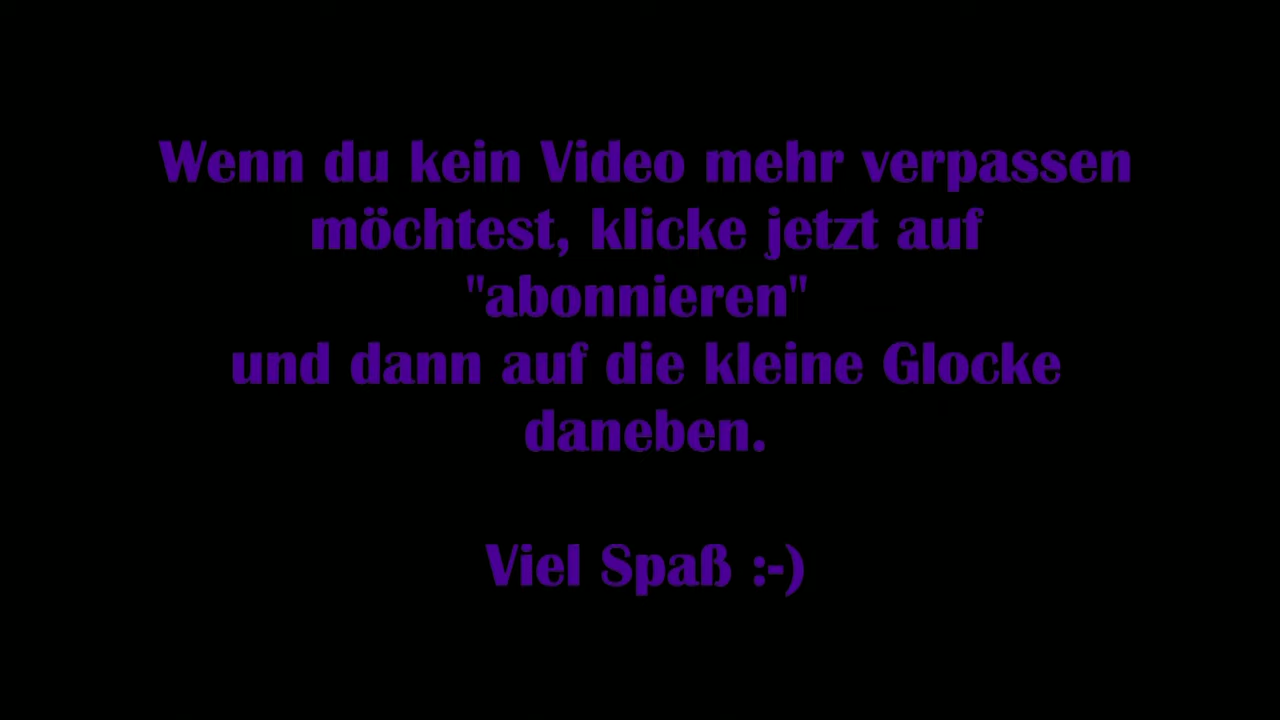 Wenn du kein Video mehr verpassen
möchtest, klicke jetzt auf
"abonnieren"
und dann auf die kleine Glocke
daneben.
Viel Spaß :-)